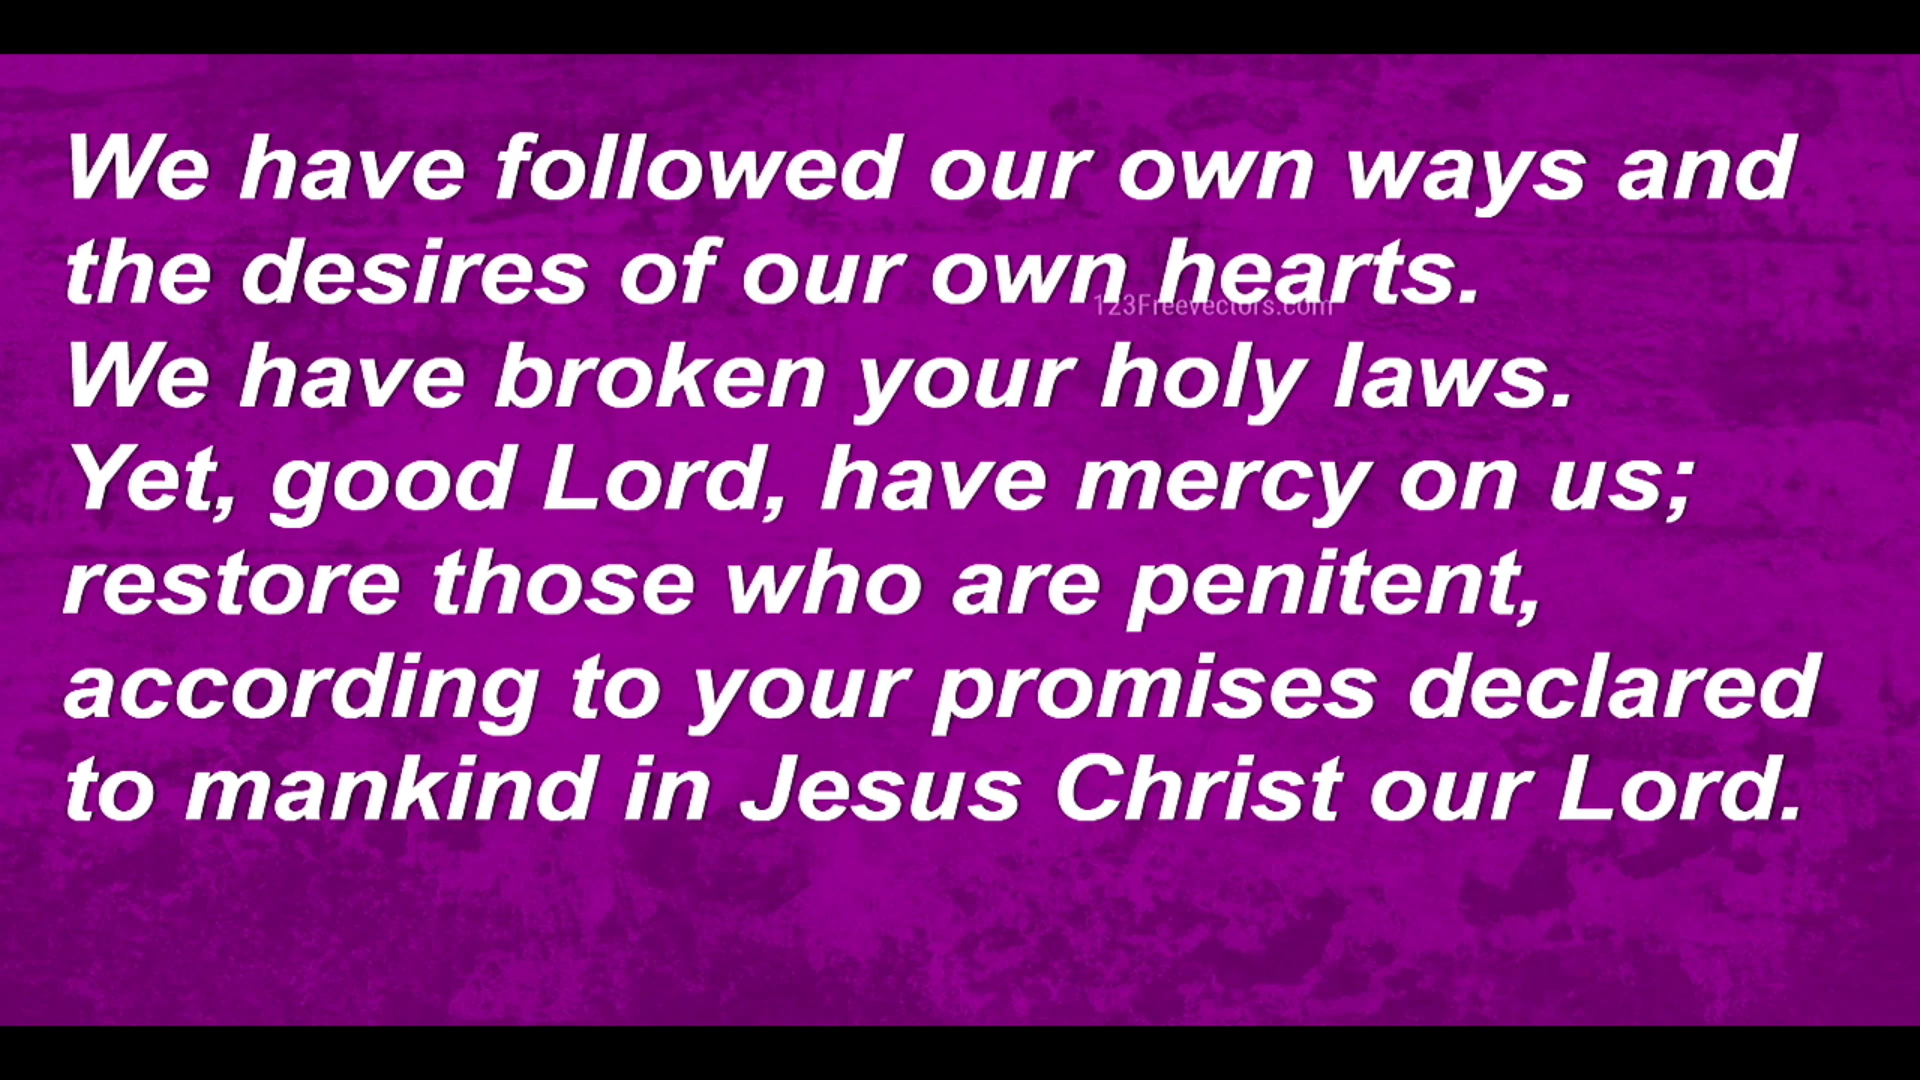 We have followed our own ways and
the desires of our own hearts.
123Freevectors.com
We have broken your holy laws.
Yet, good Lord, have mercy on us;
restore those who are penitent,
according to your promises declared
to mankind in Jesus Christ our Lord.